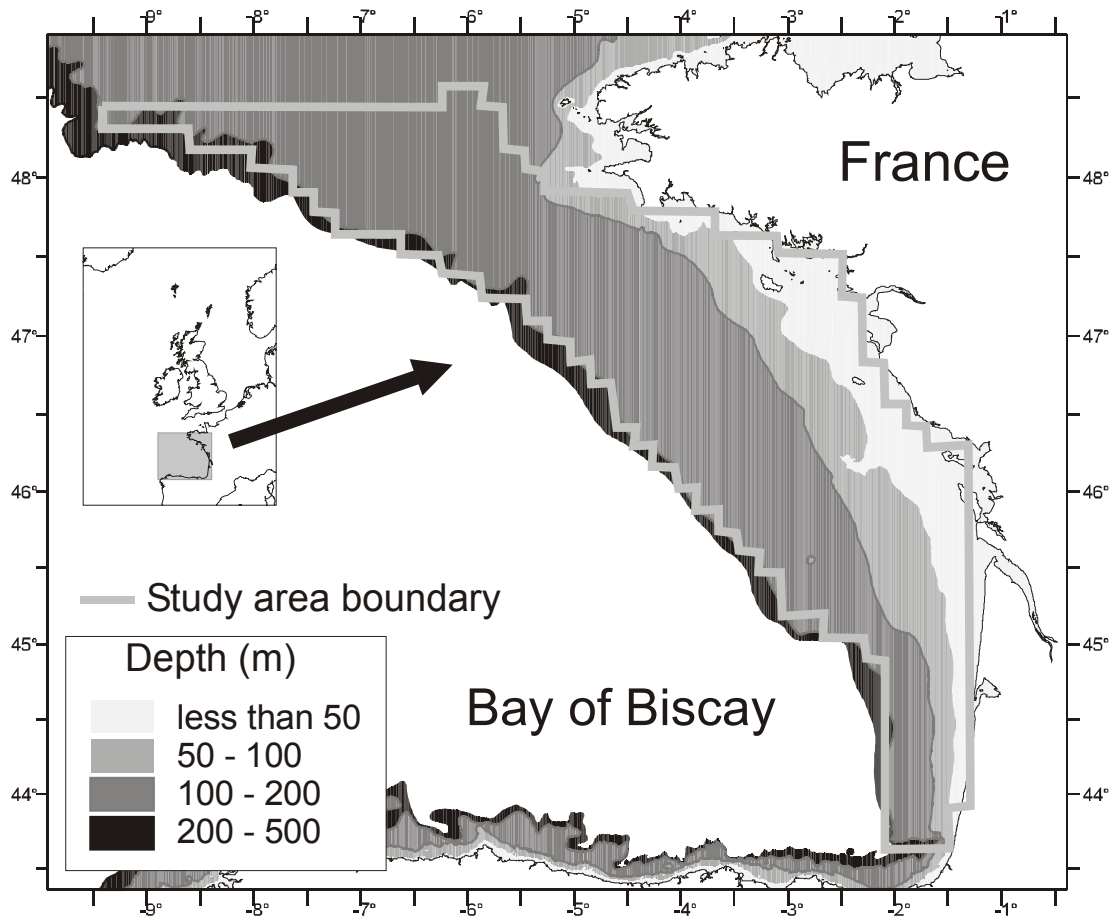 -9° -8° -7° -6° -5° -4° -3° -2° -1°
France
48° 48°
47° 47°
46° 46°
Study area boundary
45° 45°
Depth (m)
less than 50
50 - 100
100 - 200
200 - 500
Bay of Biscay
44° 44°
-9° -8° -7° -6° -5° -4° -3° -2° -1°